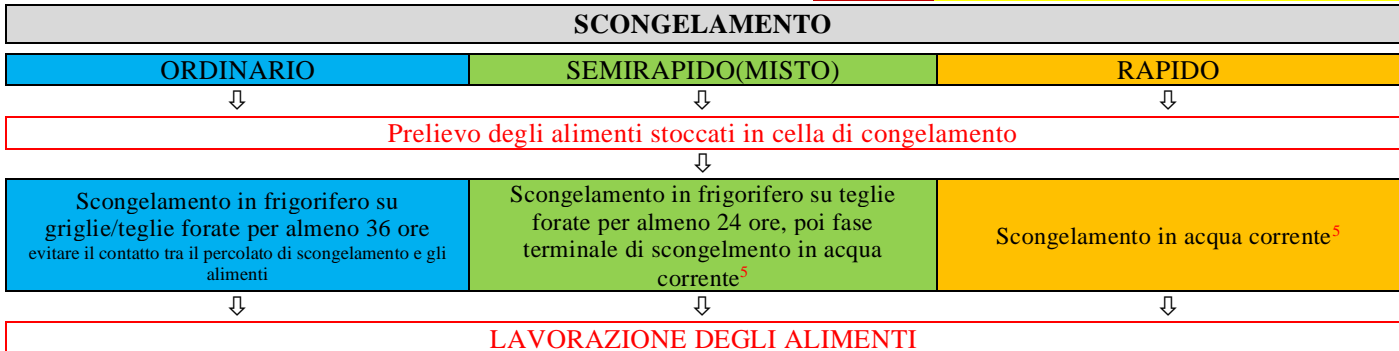 SCONGELAMENTO
ORDINARIO
SEMIRAPIDO(MISTO)
RAPIDO
⇩ ⇩ ⇩
Prelievo degli alimenti stoccati in cella di congelamento
⇩
Scongelamento in frigorifero su
griglie/teglie forate per almeno 36 ore
evitare il contatto tra il percolato di scongelamento e gli
alimenti
Scongelamento in frigorifero su teglie
forate per almeno 24 ore, poi fase
terminale di scongelmento in acqua
corrente⁵
Scongelamento in acqua corrente⁵
⇩ ⇩ ⇩
LAVORAZIONE DEGLI ALIMENTI